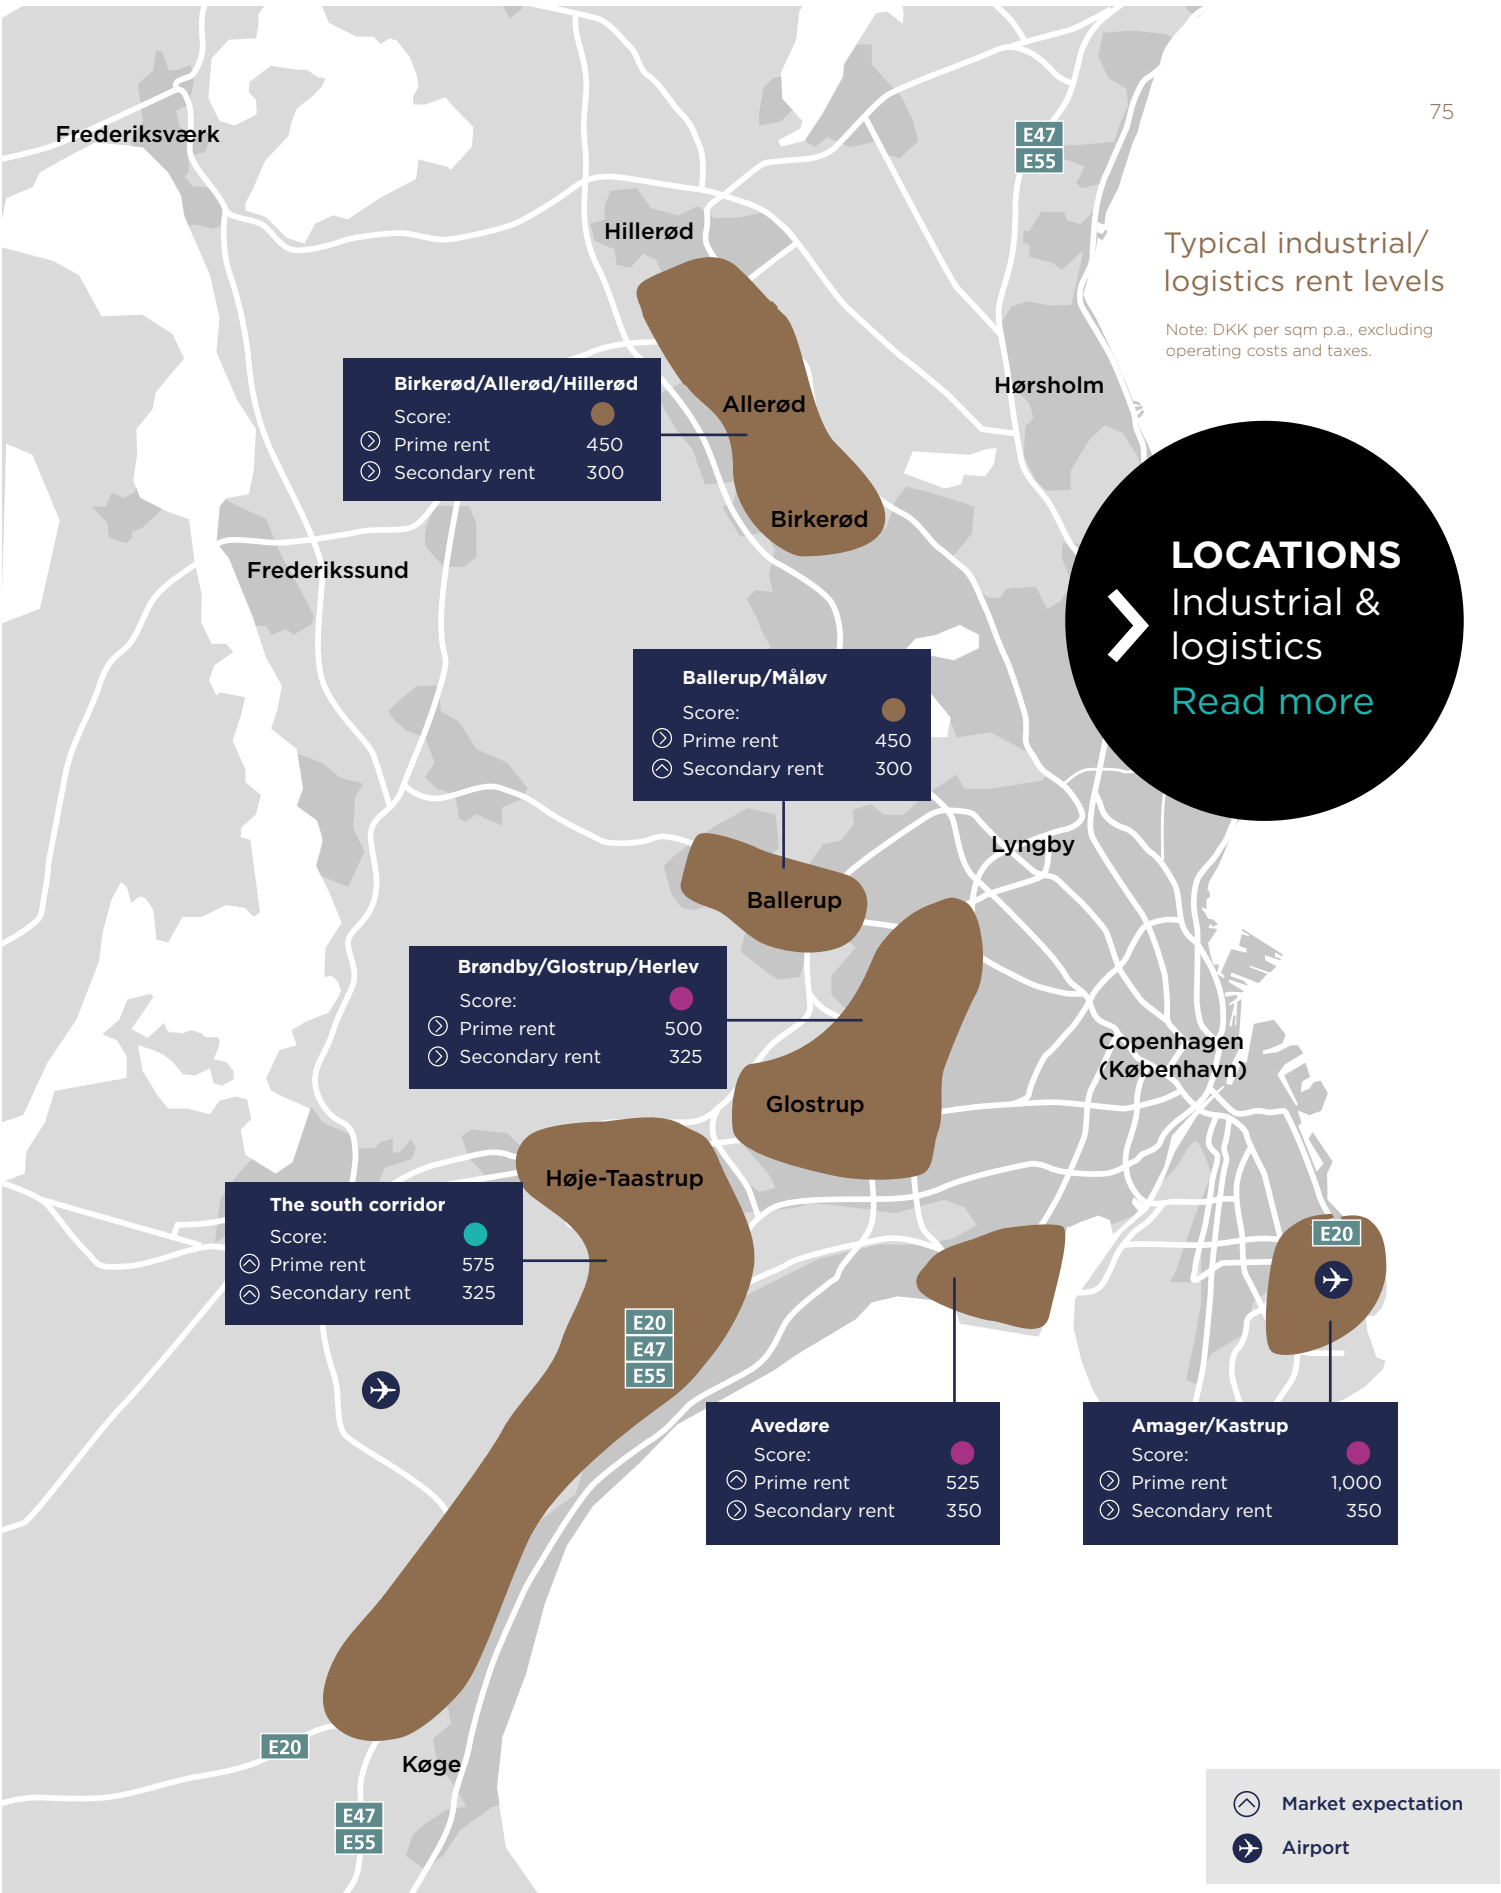 75
Frederiksværk
E47
E55
Hillerød
Typical industrial/
logistics rent levels
Note: DKK per sqm p.a., excluding
operating costs and taxes.
Birkerød/Allerød/Hillerød
Score:
Prime rent 450
Secondary rent 300
Hørsholm
Allerød
Birkerød
Frederikssund
LOCATIONS
Industrial &
logistics
Read more
Ballerup/Måløv
Score:
Prime rent 450
Secondary rent 300
Lyngby
Ballerup
Brøndby/Glostrup/Herlev
Score:
Prime rent 500
Secondary rent 325
Copenhagen
(København)
Glostrup
Høje-Taastrup
The south corridor
Score:
Prime rent 575
Secondary rent 325
E20
E20
E47
E55
Avedøre
Score:
Prime rent 525
Secondary rent 350
Amager/Kastrup
Score:
Prime rent 1,000
Secondary rent 350
E20
Køge
E47
E55
Market expectation
Airport